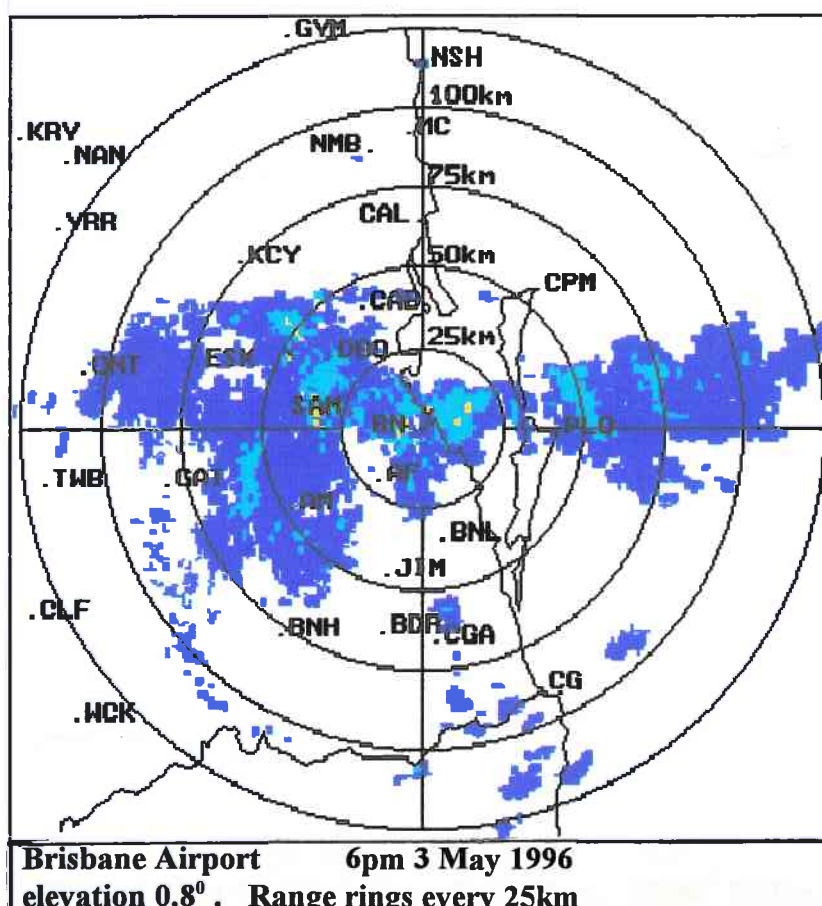 .GYM
NSH
100km
.KRY
MC
NMB.
.NAN
75km
.YRR
CAL
.KCY
50km
CPM
.CAB
25km
.ONT
ESK
SAM
BN
PLO
.TWB
.GAT
.AF
.AM
.BNL
.JIM
.CLF
.BNH
.BDR
.CGA
CG
.WCK
Brisbane Airport 6pm 3 May 1996
elevation 0.8⁰ . Range rings every 25km